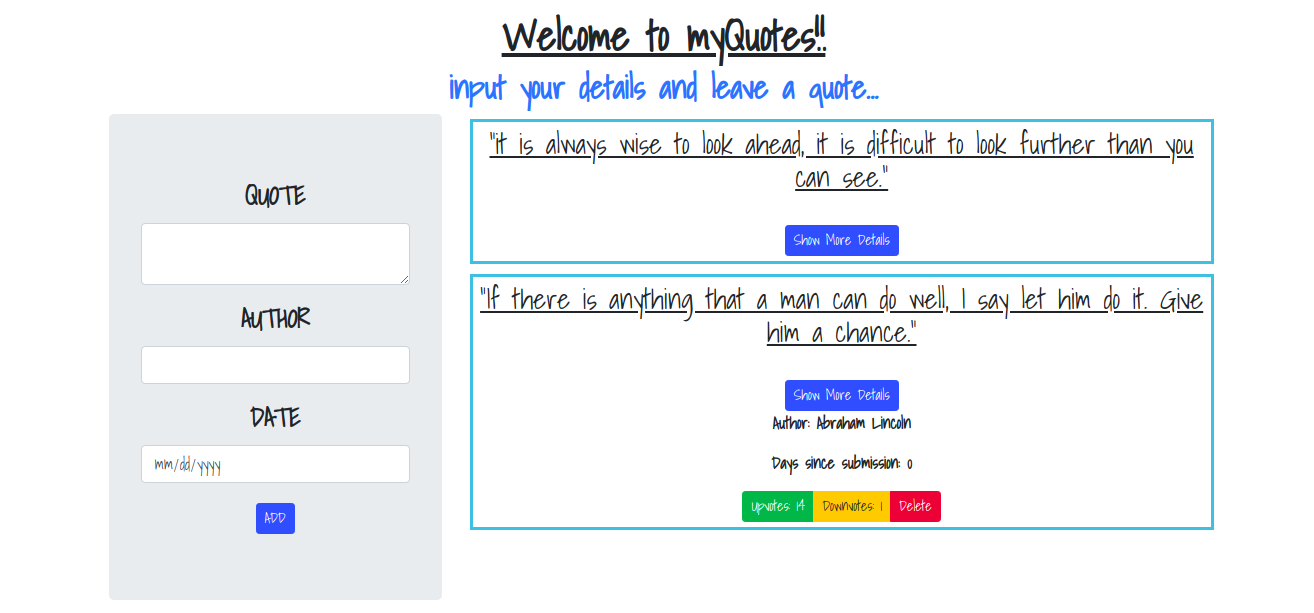 Welcome to myQuotes!!
input your details and leave a quote...
QUOTE
AUTHOR
DATE
mm/dd/yyyy
ADD
"it is always wise to look ahead, it is difficult to look further than you
can see."
Show More Details
"If there is anything that a man can do well, I say let him do it. Give
him a chance."
Show More Details
Author: Abraham Lincoln
Days since submission: 0
Upvotes: 14 Downvotes: 1 Delete